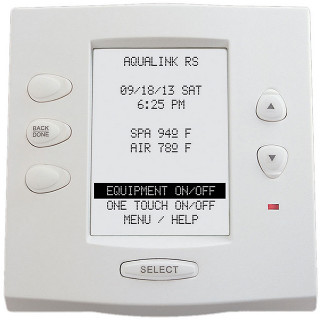 AQUALINK RS
09/18/13 SAT
6:25 PM
SPA 94º F
AIR 78º F
EQUIPMENT ON/OFF
ONE TOUCH ON/OFF
MENU / HELP
BACK
DONE
SELECT